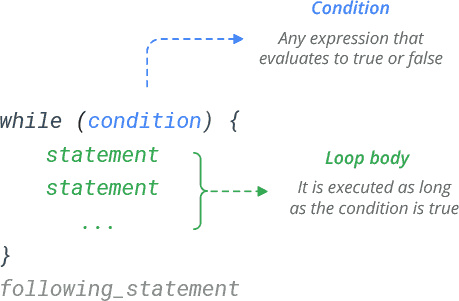 Condition
Any expression that
evaluates to true or false
while (condition) {
statement
statement
...
Loop body
It is executed as long
as the condition is true
}
following_statement